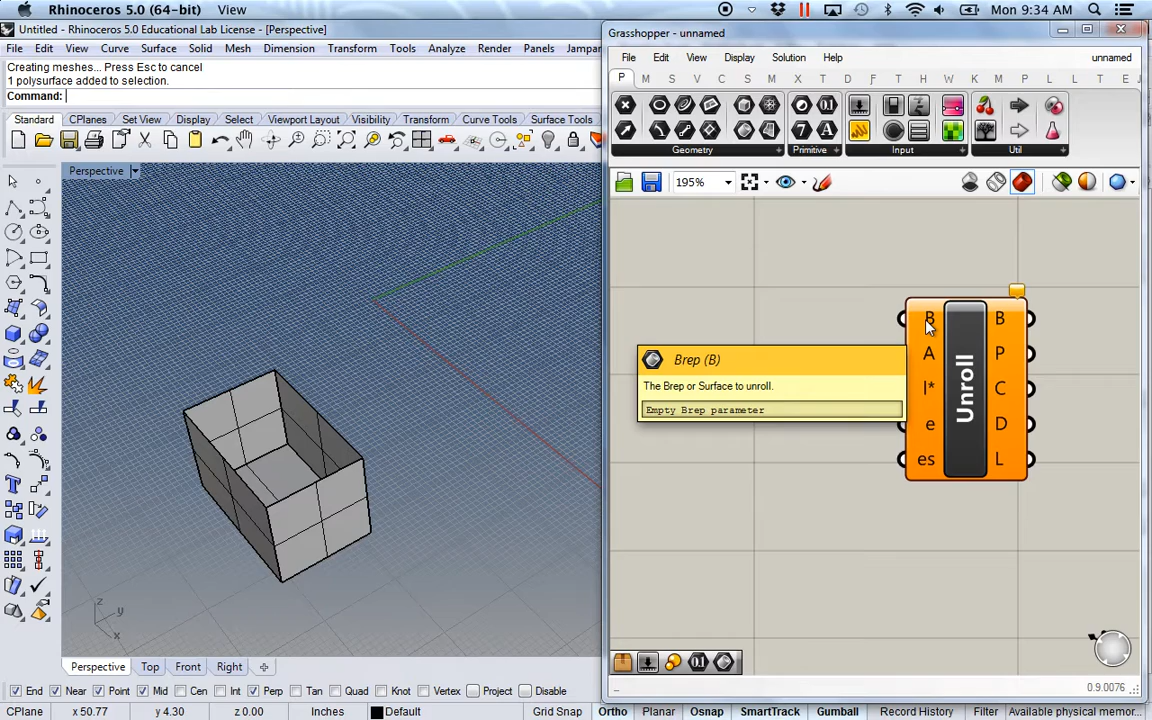 Rhinoceros 5.0 (64-bit) View
Mon 9:34 AM
Untitled - Rhinoceros 5.0 Educational Lab License - [Perspective]
File Edit View Curve Surface Solid Mesh Dimension Transform Tools Analyze Render Panels Jampar
Creating meshes... Press Esc to cancel
1 polysurface added to selection.
Command:
Standard CPlanes Set View Display Select Viewport Layout Visibility Transform Curve Tools Surface Tools
Perspective
z
y
x
Perspective Top Front Right
End Near Point Mid Cen Int Perp Tan Quad Knot Vertex Project Disable
CPlane x 50.77 y 4.30 z 0.00 Inches Default Grid Snap Ortho Planar Osnap SmartTrack Gumball Record History Filter Available physical memor...
Grasshopper - unnamed
File Edit View Display Solution Help unnamed
P M S V C S M X T D F T H L W K M P L T E J
Geometry Primitive Input Util
195%
B
A
I*
e
es
Unroll
B
P
C
D
L
Brep (B)
The Brep or Surface to unroll.
Empty Brep parameter
0.9.0076